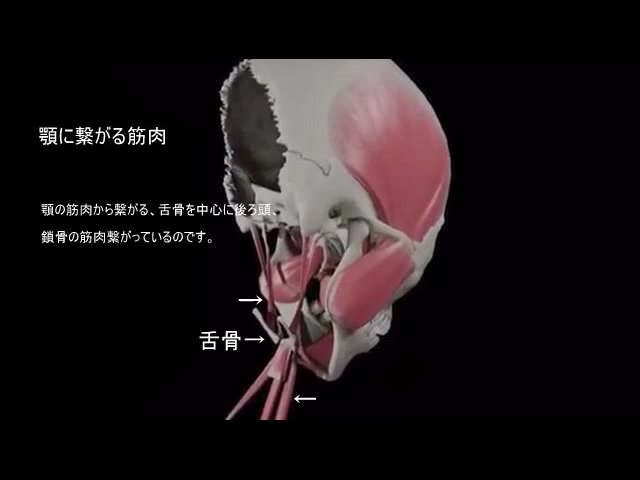 顎に繋がる筋肉
顎の筋肉から繋がる、舌骨を中心に後ろ頭、
鎖骨の筋肉繋がっているのです。
→
舌骨→
←